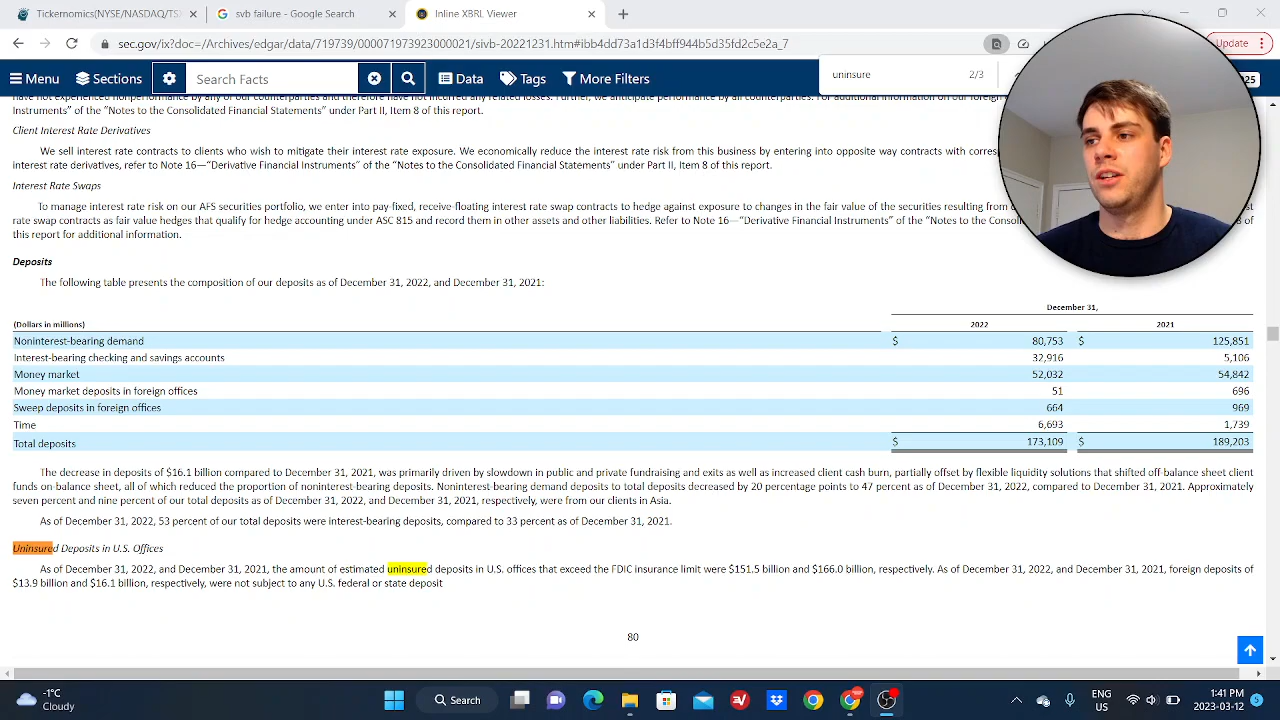 Tickernomics(NYSE/NASDAQ/TS
svb failure - Google Search
Inline XBRL Viewer
sec.gov/ix?doc=/Archives/edgar/data/719739/000071973923000021/sivb-20221231.htm#ibb4dd73a1d3f4bff944b5d35fd2c5e2a_7
Update
Menu Sections Search Facts Data Tags More Filters
uninsure 2/3
25
Instruments" of the "Notes to the Consolidated Financial Statements" under Part II, Item 8 of this report.
Client Interest Rate Derivatives
We sell interest rate contracts to clients who wish to mitigate their interest rate exposure. We economically reduce the interest rate risk from this business by entering into opposite way contracts with
interest rate derivatives, refer to Note 16—"Derivative Financial Instruments" of the "Notes to the Consolidated Financial Statements" under Part II, Item 8 of this report.
Interest Rate Swaps
To manage interest rate risk on our AFS securities portfolio, we enter into pay-fixed, receive-floating interest rate swap contracts to hedge against exposure to changes in the fair value of the securities resulting from
rate swap contracts as fair value hedges that qualify for hedge accounting under ASC 815 and record them in other assets and other liabilities. Refer to Note 16—"Derivative Financial Instruments" of the "Notes to the 8 of
this report for additional information.
Deposits
The following table presents the composition of our deposits as of December 31, 2022, and December 31, 2021:
December 31,
(Dollars in millions) 2022 2021
Noninterest-bearing demand $ 80,753 $ 125,851
Interest-bearing checking and savings accounts 32,916 5,106
Money market 52,032 54,842
Money market deposits in foreign offices 51 696
Sweep deposits in foreign offices 664 969
Time 6,693 1,739
Total deposits $ 173,109 $ 189,203
The decrease in deposits of $16.1 billion compared to December 31, 2021, was primarily driven by slowdown in public and private fundraising and exits as well as increased client cash burn, partially offset by flexible liquidity solutions that shifted off-balance sheet client
funds on-balance sheet, all of which reduced the proportion of noninterest-bearing deposits. Noninterest-bearing demand deposits to total deposits decreased by 20 percentage points to 47 percent as of December 31, 2022, compared to December 31, 2021. Approximately
seven percent and nine percent of our total deposits as of December 31, 2022, and December 31, 2021, respectively, were from our clients in Asia.
As of December 31, 2022, 53 percent of our total deposits were interest-bearing deposits, compared to 33 percent as of December 31, 2021.
Uninsured Deposits in U.S. Offices
As of December 31, 2022, and December 31, 2021, the amount of estimated uninsured deposits in U.S. offices that exceed the FDIC insurance limit were $151.5 billion and $166.0 billion, respectively. As of December 31, 2022, and December 31, 2021, foreign deposits of
$13.9 billion and $16.1 billion, respectively, were not subject to any U.S. federal or state deposit
80
-1°C
Cloudy
Search
ENG
US
1:41 PM
2023-03-12
5